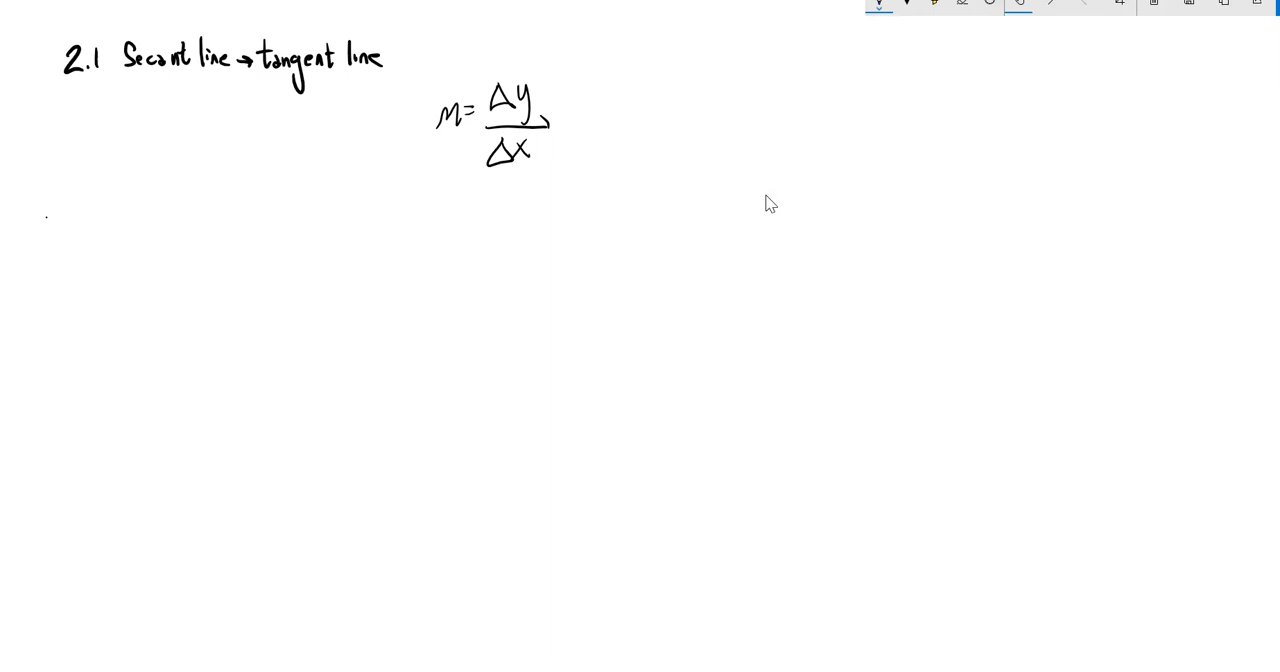 2.1 Secant line → tangent line
m = Δy
Δx